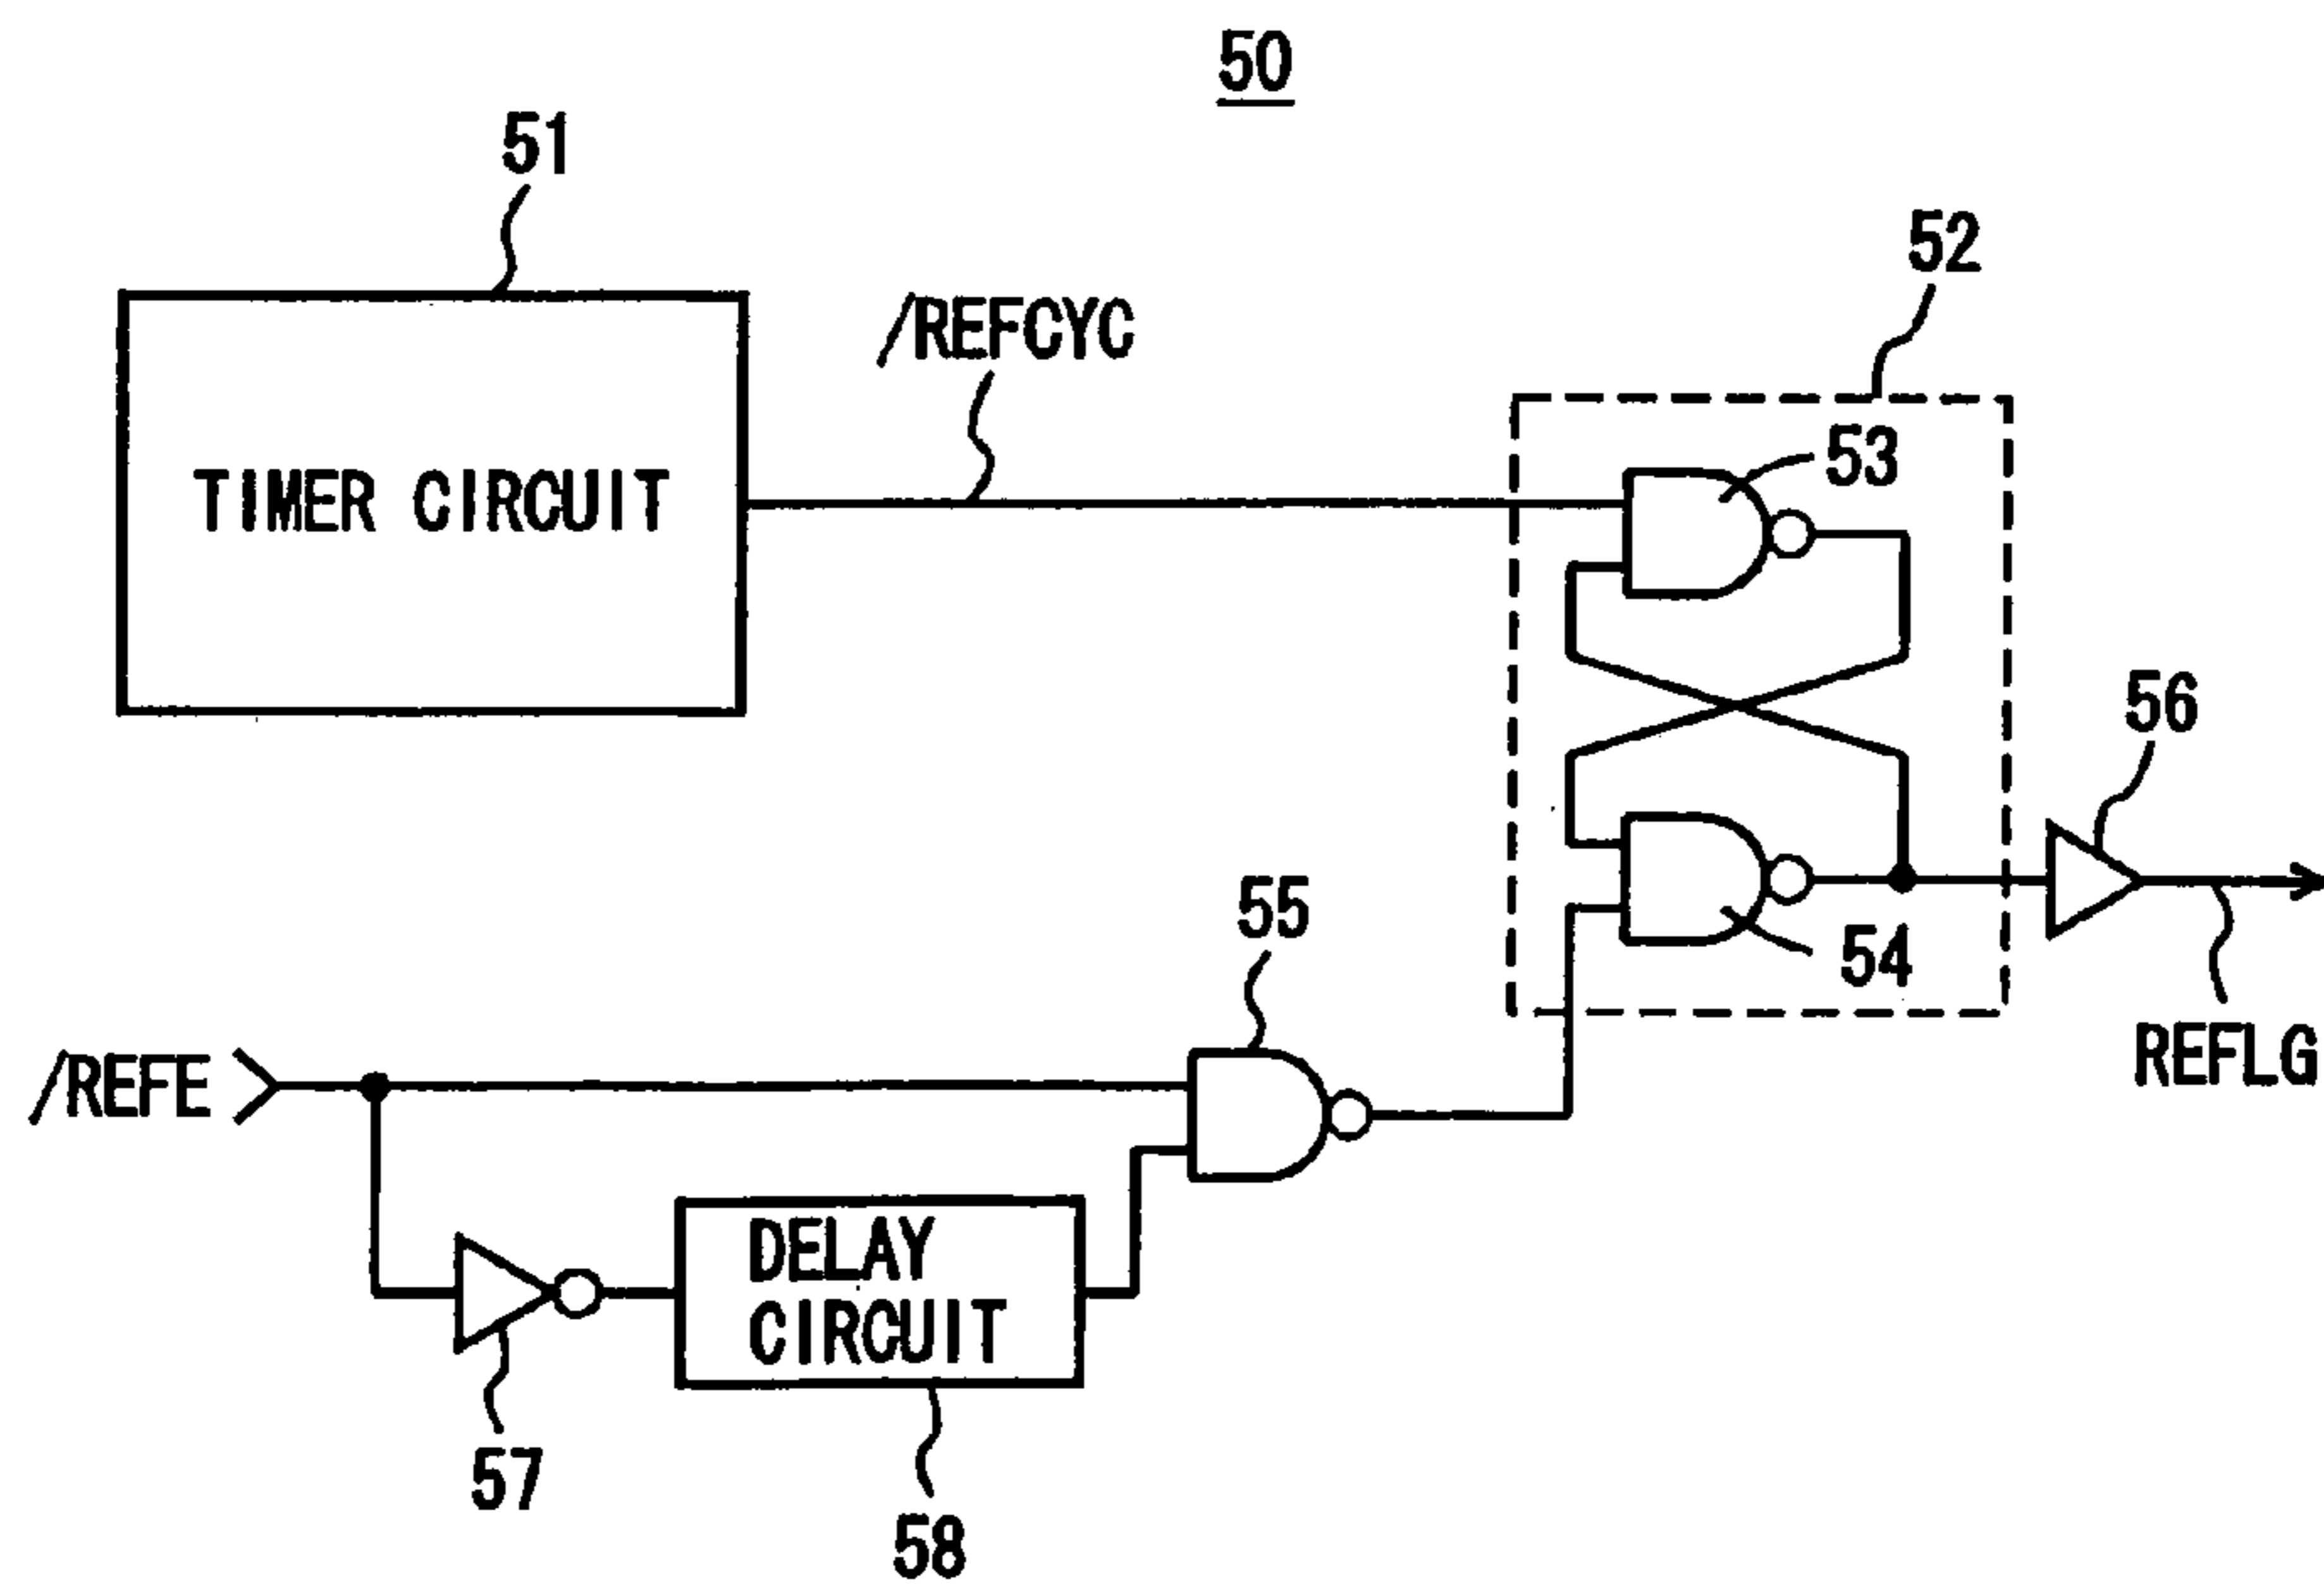 50
51
52
/REFCYC
53
TIMER CIRCUIT
56
55
54
/REFE
REFLG
DELAY
CIRCUIT
57
58